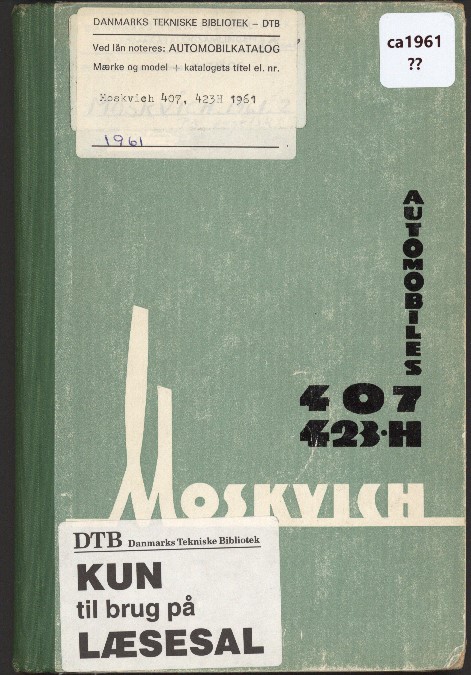 DANMARKS TEKNISKE BIBLIOTEK – DTB
Ved lån noteres: AUTOMOBILKATALOG
Mærke og model + katalogets titel el. nr.
Moskvich 407, 423H 1961
1961
ca1961
??
AUTOMOBILES
407
423·H
MOSKVICH
DTB Danmarks Tekniske Bibliotek
KUN
til brug på
LÆSESAL